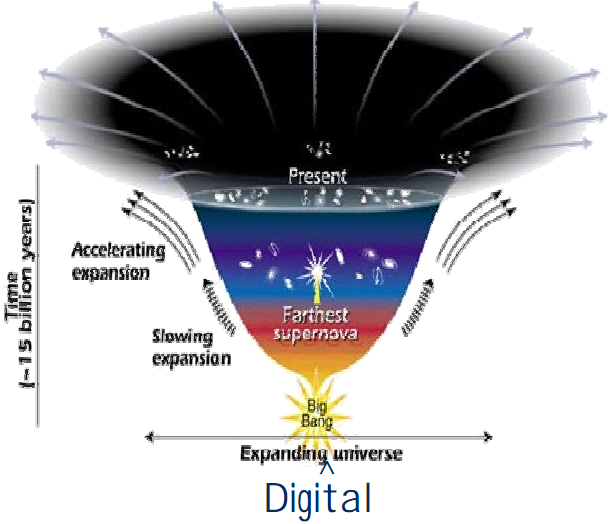 Present
Time
(~15 billion years)
Accelerating
expansion
Farthest
supernova
Slowing
expansion
Big
Bang
Expanding universe
^
Digital